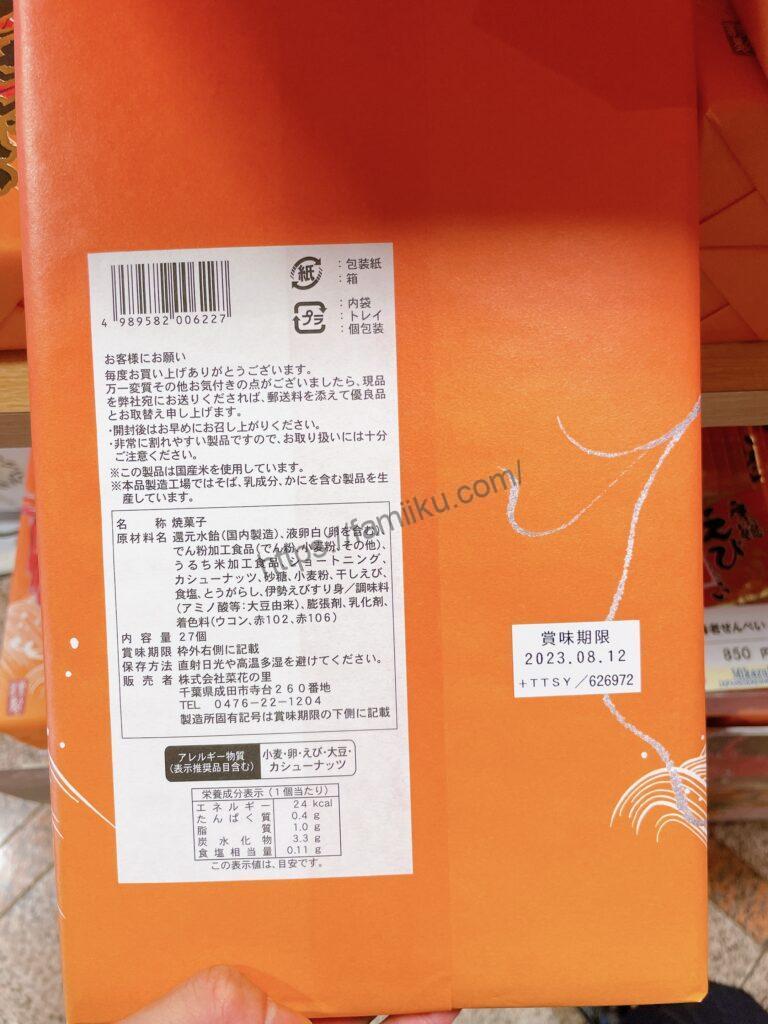 4 989582 006227
紙
：包装紙
：箱
プラ
：内袋
：トレイ
：個包装
お客様にお願い
毎度お買い上げありがとうございます。
万一変質その他お気付きの点がございましたら、現品
を弊社宛にお送りくだされば、郵送料を添えて優良品
とお取替え申し上げます。
・開封後はお早めにお召し上がりください。
・非常に割れやすい製品ですので、お取り扱いには十分
ご注意ください。
※この製品は国産米を使用しています。
※本品製造工場ではそば、乳成分、かにを含む製品を生
産しています。
名 称 焼菓子
原材料名 還元水飴(国内製造)、液卵白(卵を含む)、
でん粉加工食品(でん粉、小麦粉、その他)、
うるち米加工食品、ショートニング、
カシューナッツ、砂糖、小麦粉、干しえび、
食塩、とうがらし、伊勢えびすり身／調味料
(アミノ酸等:大豆由来)、膨張剤、乳化剤、
着色料(ウコン、赤102、赤106)
内 容 量 27個
賞味期限 枠外右側に記載
保存方法 直射日光や高温多湿を避けてください。
販 売 者 株式会社菜花の里
千葉県成田市寺台２６０番地
TEL 0476-22-1204
製造所固有記号は賞味期限の下側に記載
アレルギー物質
(表示推奨品目含む)
小麦・卵・えび・大豆・
カシューナッツ
栄養成分表示(１個当たり)
エネルギー 24 kcal
たんぱく質 0.4 g
脂 質 1.0 g
炭水化物 3.3 g
食塩相当量 0.11 g
この表示値は、目安です。
賞味期限
2023.08.12
+TTSY／626972
https://famiiku.com/
えび
せんべい
850 円